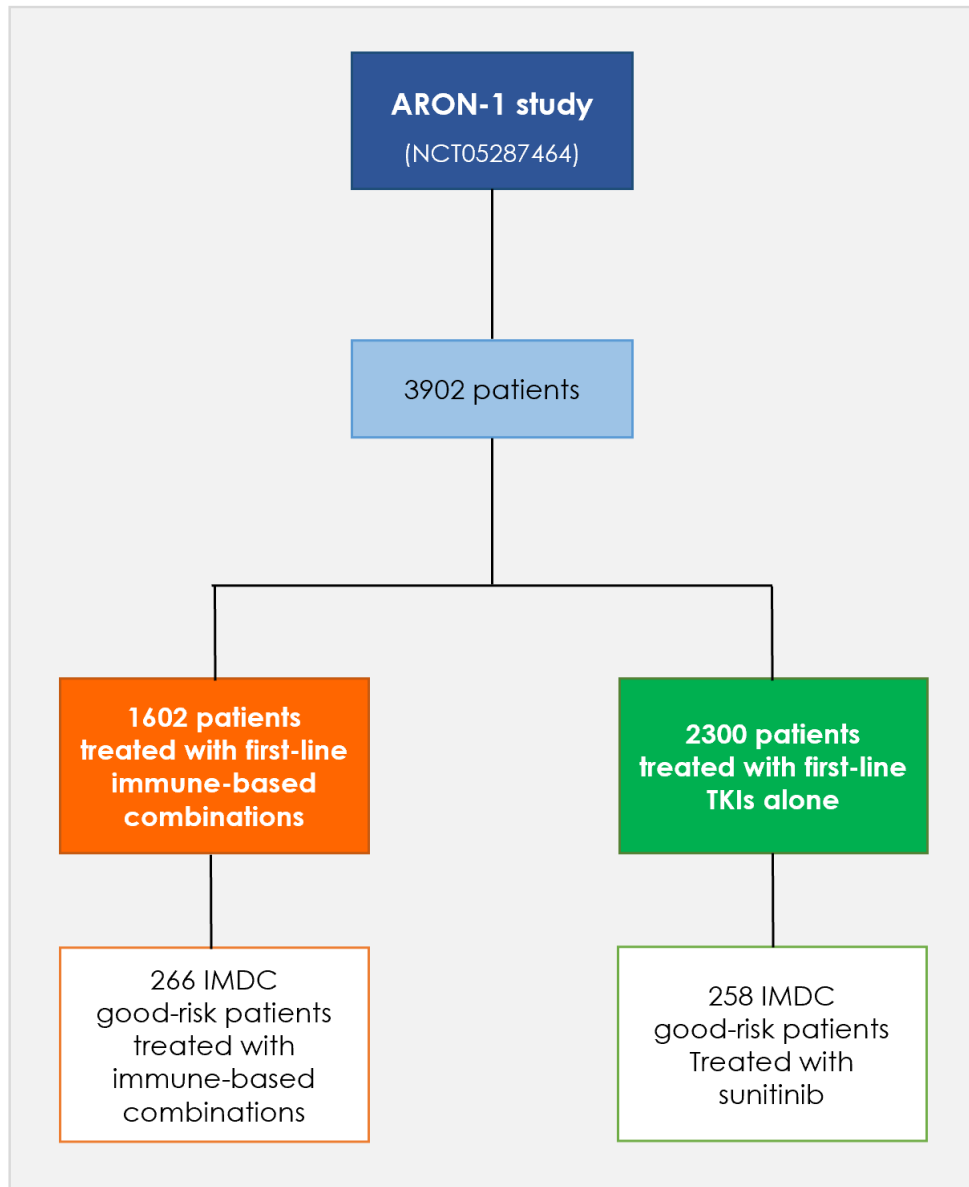 ARON-1 study
(NCT05287464)
3902 patients
1602 patients
treated with first-line
immune-based
combinations
2300 patients
treated with first-line
TKIs alone
266 IMDC
good-risk patients
treated with
immune-based
combinations
258 IMDC
good-risk patients
Treated with
sunitinib